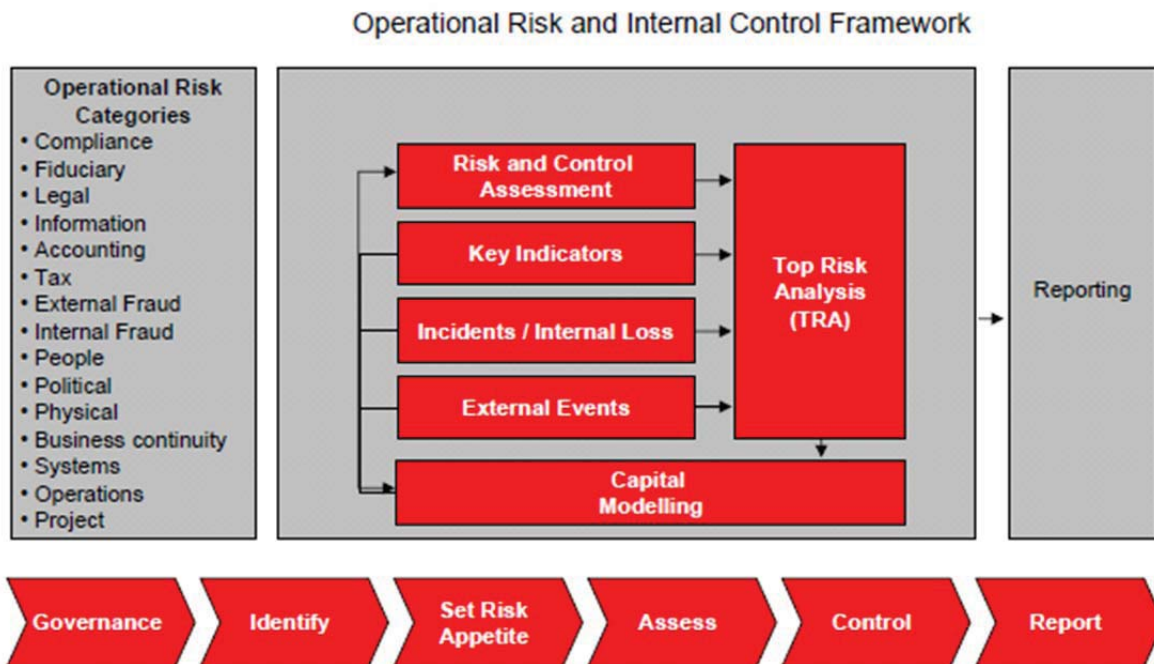 Operational Risk and Internal Control Framework
Operational Risk
Categories
• Compliance
• Fiduciary
• Legal
• Information
• Accounting
• Tax
• External Fraud
• Internal Fraud
• People
• Political
• Physical
• Business continuity
• Systems
• Operations
• Project
Risk and Control
Assessment
Key Indicators
Incidents / Internal Loss
External Events
Top Risk
Analysis
(TRA)
Capital
Modelling
Reporting
Governance
Identify
Set Risk
Appetite
Assess
Control
Report